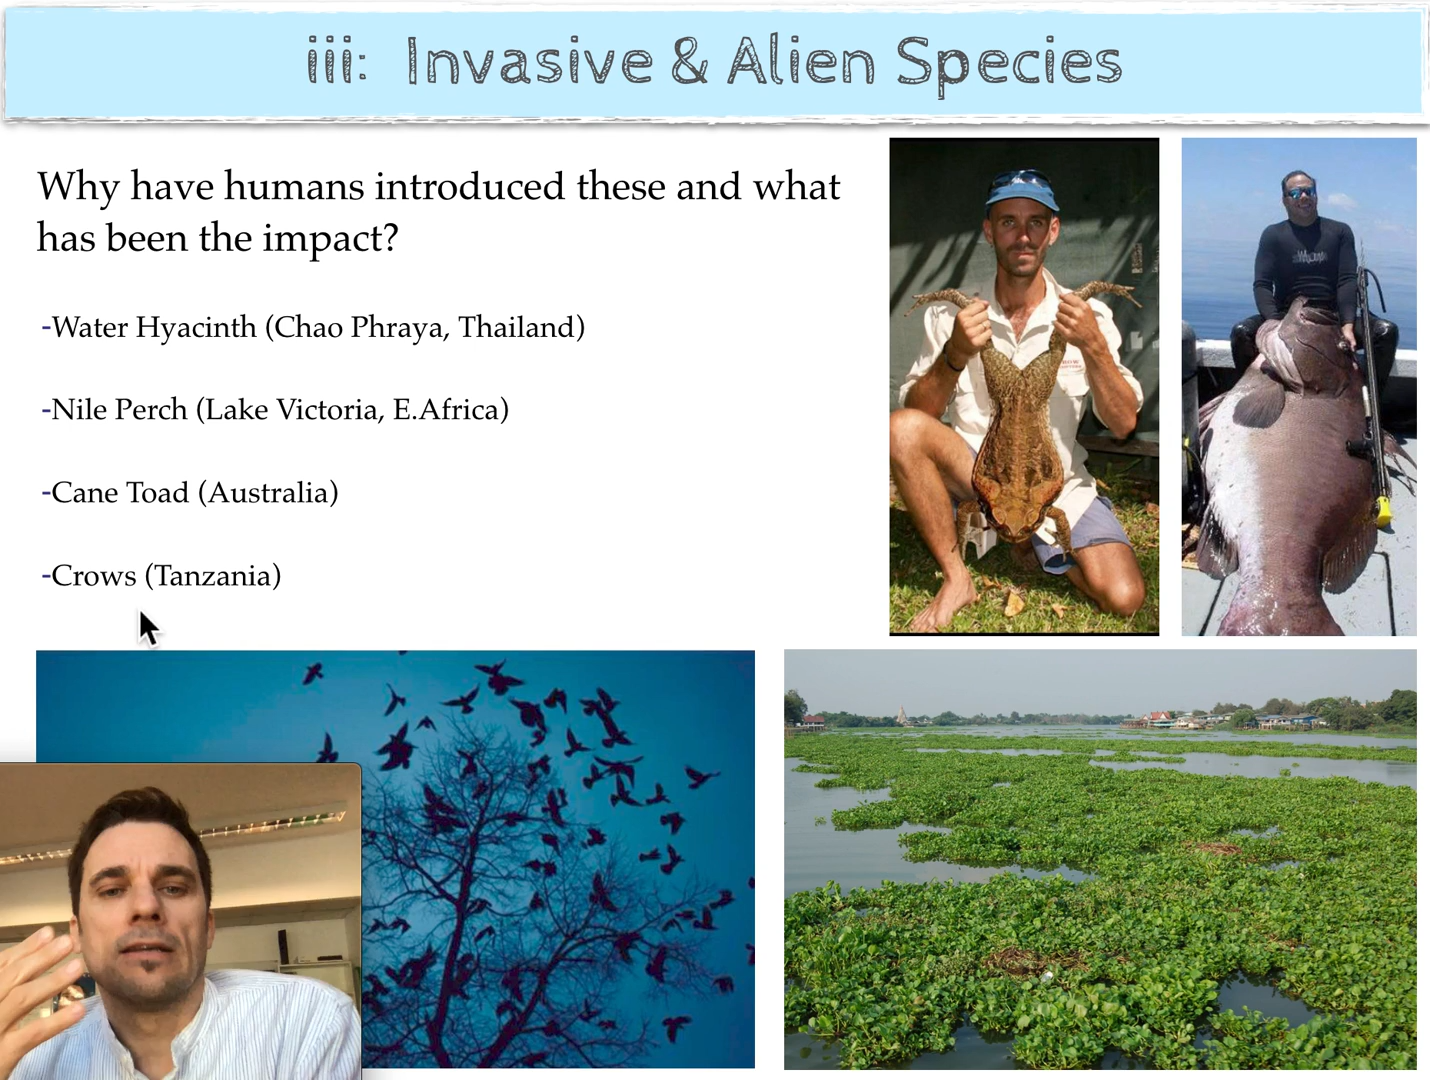 iii: Invasive & Alien Species
Why have humans introduced these and what
has been the impact?
-Water Hyacinth (Chao Phraya, Thailand)
-Nile Perch (Lake Victoria, E.Africa)
-Cane Toad (Australia)
-Crows (Tanzania)